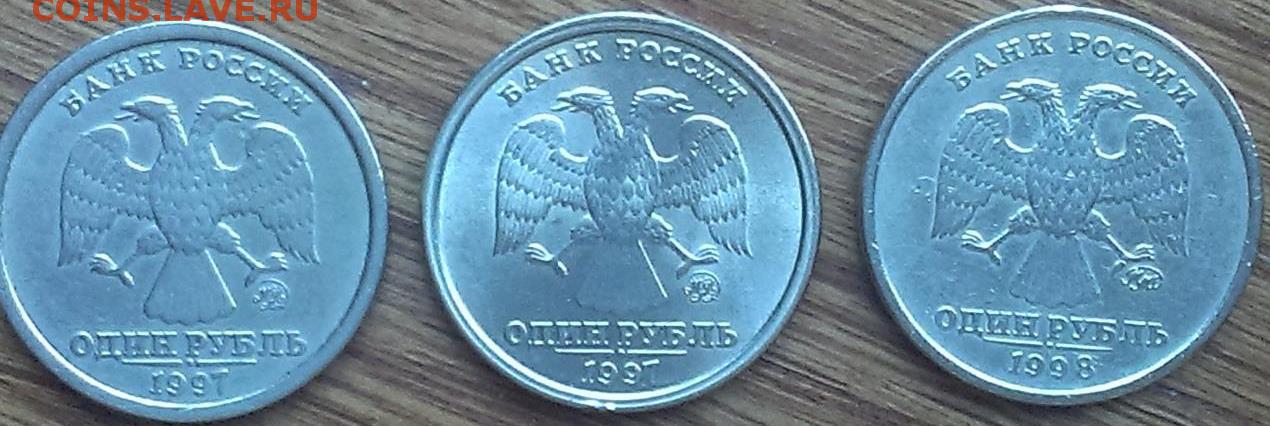 COINS.LAVE.RU
БАНК РОССИИ
ОДИН РУБЛЬ
1997
БАНК РОССИИ
ОДИН РУБЛЬ
1997
БАНК РОССИИ
ОДИН РУБЛЬ
1998